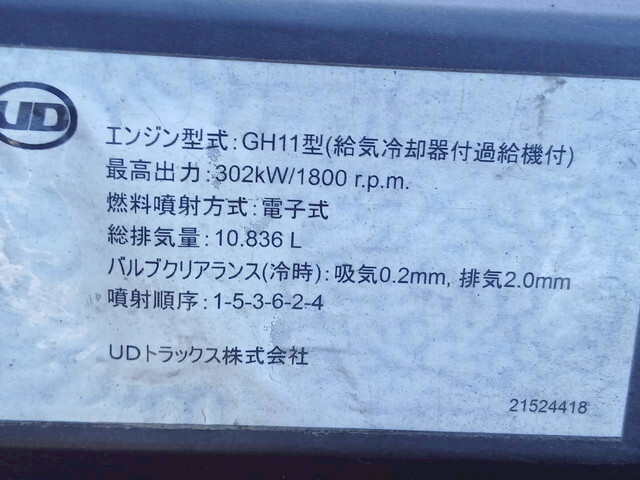 UD
エンジン型式:GH11型(給気冷却器付過給機付)
最高出力:302kW/1800 r.p.m.
燃料噴射方式:電子式
総排気量:10.836 L
バルブクリアランス(冷時):吸気0.2mm, 排気2.0mm
噴射順序:1-5-3-6-2-4
UDトラックス株式会社
21524418